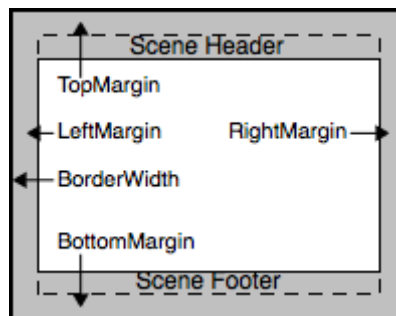 Scene Header
TopMargin
LeftMargin RightMargin
BorderWidth
BottomMargin
Scene Footer